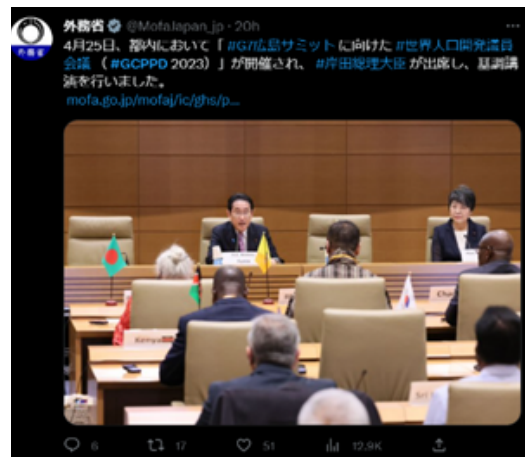 外務省 @MofaJapan_jp · 20h
4月25日、都内において「 #G7広島サミット に向けた #世界人口開発議員
会議 （ #GCPPD 2023）」が開催され、 #岸田総理大臣 が出席し、基調講
演を行いました。
mofa.go.jp/mofaj/ic/ghs/p...
Kenya
6 17 51 12.9K